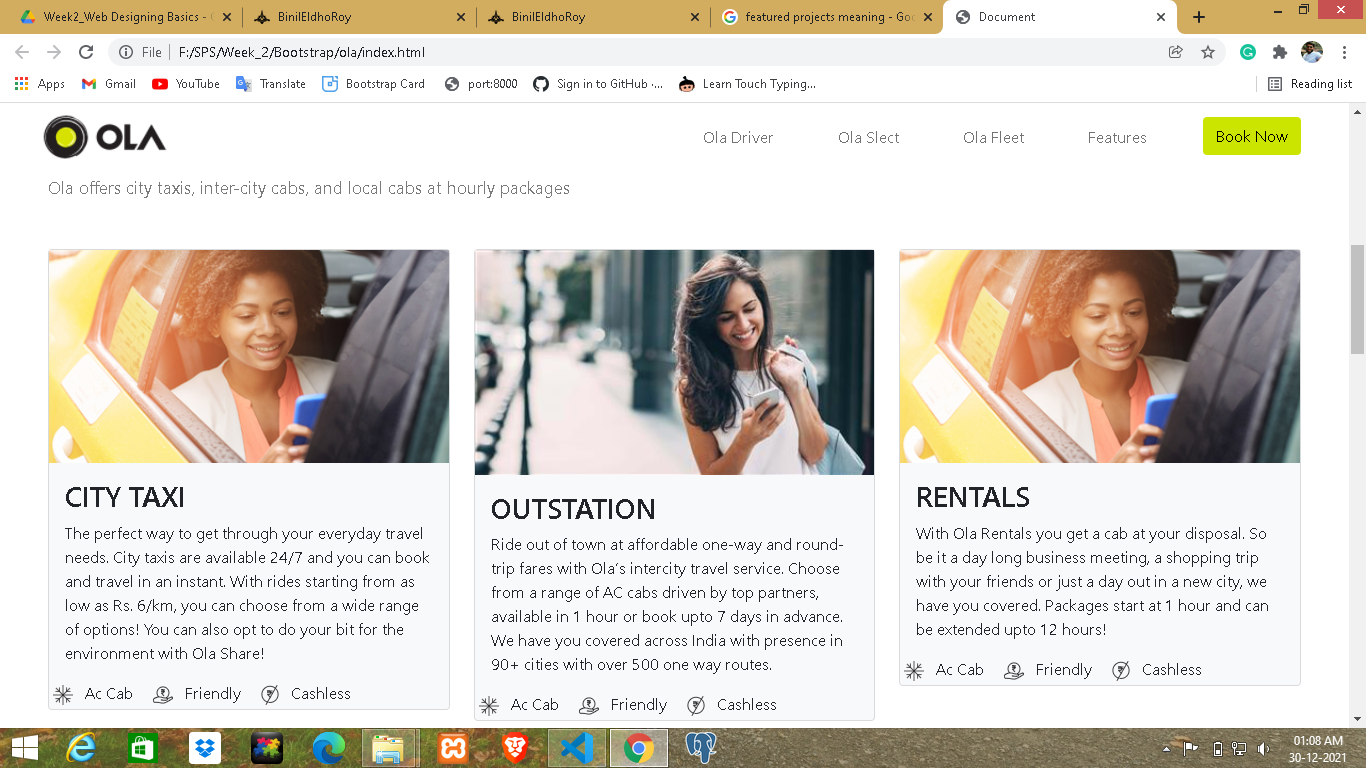 Week2_Web Designing Basics - G
BinilEldhoRoy
BinilEldhoRoy
featured projects meaning - Goo
Document
File
F:/SPS/Week_2/Bootstrap/ola/index.html
Apps
Gmail
YouTube
Translate
Bootstrap Card
port:8000
Sign in to GitHub ·...
Learn Touch Typing...
Reading list
OLA
Ola Driver
Ola Slect
Ola Fleet
Features
Book Now
Ola offers city taxis, inter-city cabs, and local cabs at hourly packages
CITY TAXI
The perfect way to get through your everyday travel
needs. City taxis are available 24/7 and you can book
and travel in an instant. With rides starting from as
low as Rs. 6/km, you can choose from a wide range
of options! You can also opt to do your bit for the
environment with Ola Share!
Ac Cab
Friendly
Cashless
OUTSTATION
Ride out of town at affordable one-way and round-
trip fares with Ola's intercity travel service. Choose
from a range of AC cabs driven by top partners,
available in 1 hour or book upto 7 days in advance.
We have you covered across India with presence in
90+ cities with over 500 one way routes.
Ac Cab
Friendly
Cashless
RENTALS
With Ola Rentals you get a cab at your disposal. So
be it a day long business meeting, a shopping trip
with your friends or just a day out in a new city, we
have you covered. Packages start at 1 hour and can
be extended upto 12 hours!
Ac Cab
Friendly
Cashless
01:08 AM
30-12-2021